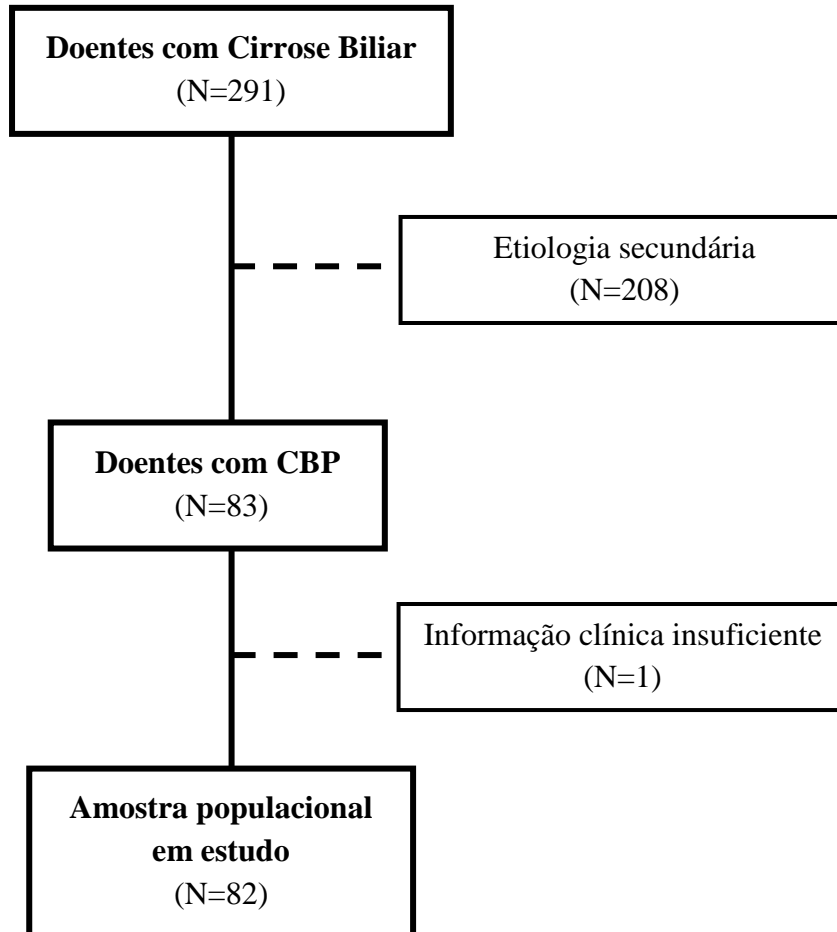 Doentes com Cirrose Biliar
(N=291)
Etiologia secundária
(N=208)
Doentes com CBP
(N=83)
Informação clínica insuficiente
(N=1)
Amostra populacional
em estudo
(N=82)